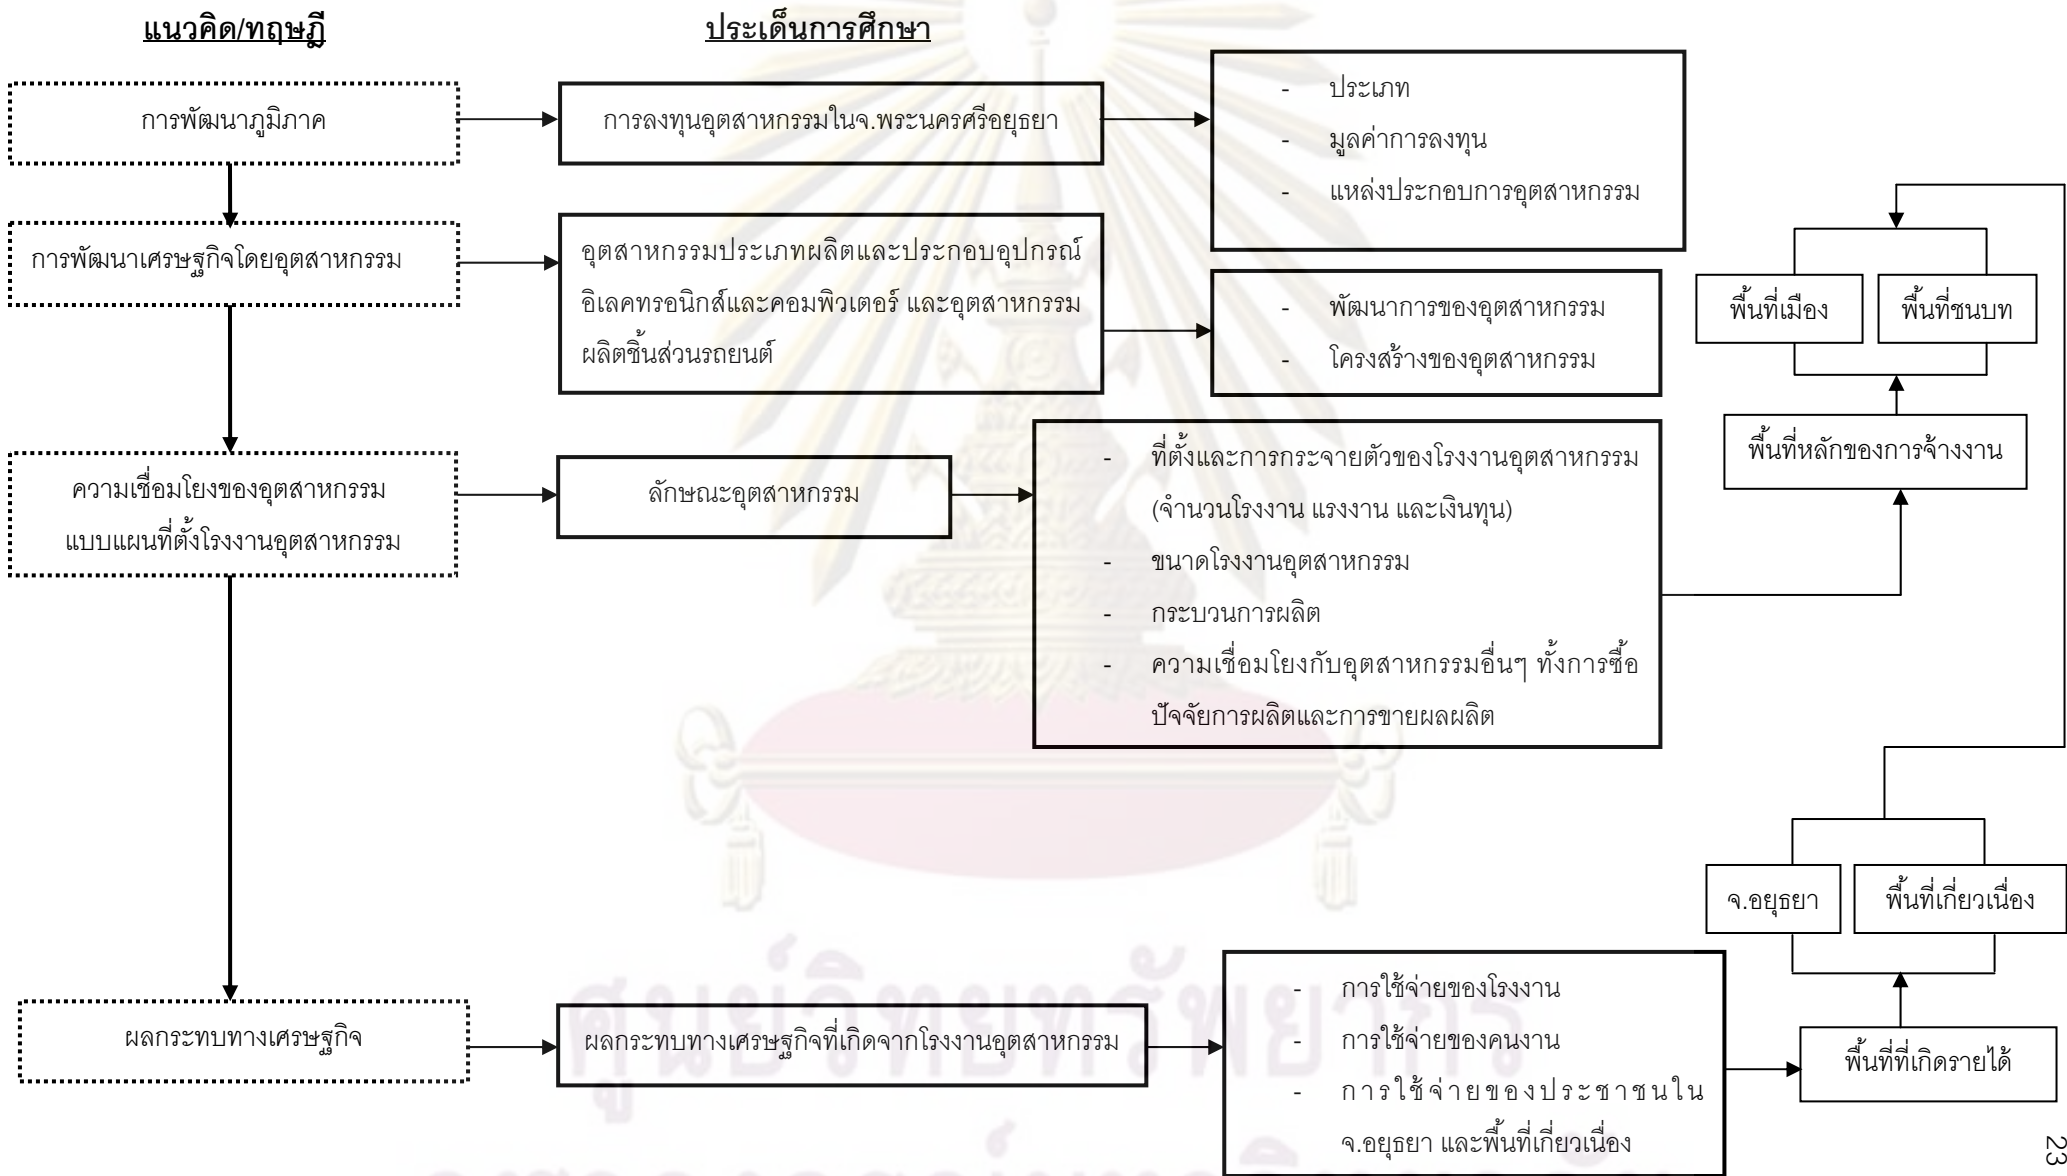 แนวคิด/ทฤษฎี
ประเด็นการศึกษา
การพัฒนาภูมิภาค
การลงทุนอุตสาหกรรมในจ.พระนครศรีอยุธยา
- ประเภท
- มูลค่าการลงทุน
- แหล่งประกอบการอุตสาหกรรม
การพัฒนาเศรษฐกิจโดยอุตสาหกรรม
อุตสาหกรรมประเภทผลิตและประกอบอุปกรณ์
อิเลคทรอนิกส์และคอมพิวเตอร์ และอุตสาหกรรม
ผลิตชิ้นส่วนรถยนต์
- พัฒนาการของอุตสาหกรรม
- โครงสร้างของอุตสาหกรรม
พื้นที่เมือง
พื้นที่ชนบท
พื้นที่หลักของการจ้างงาน
ความเชื่อมโยงของอุตสาหกรรม
แบบแผนที่ตั้งโรงงานอุตสาหกรรม
ลักษณะอุตสาหกรรม
- ที่ตั้งและการกระจายตัวของโรงงานอุตสาหกรรม
(จำนวนโรงงาน แรงงาน และเงินทุน)
- ขนาดโรงงานอุตสาหกรรม
- กระบวนการผลิต
- ความเชื่อมโยงกับอุตสาหกรรมอื่นๆ ทั้งการซื้อ
ปัจจัยการผลิตและการขายผลผลิต
จ.อยุธยา
พื้นที่เกี่ยวเนื่อง
ผลกระทบทางเศรษฐกิจ
ผลกระทบทางเศรษฐกิจที่เกิดจากโรงงานอุตสาหกรรม
- การใช้จ่ายของโรงงาน
- การใช้จ่ายของคนงาน
- การใช้จ่ายของประชาชนใน
จ.อยุธยา และพื้นที่เกี่ยวเนื่อง
พื้นที่ที่เกิดรายได้
ศูนย์วิทยทรัพยากร
23